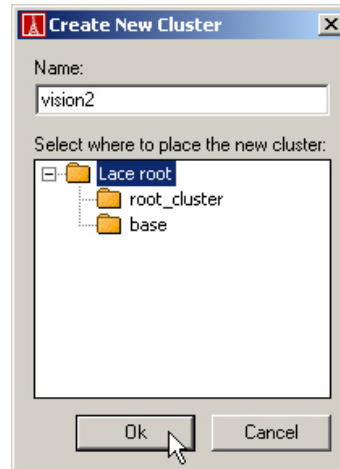 Create New Cluster
Name:
vision2
Select where to place the new cluster:
Lace root
root_cluster
base
Ok
Cancel